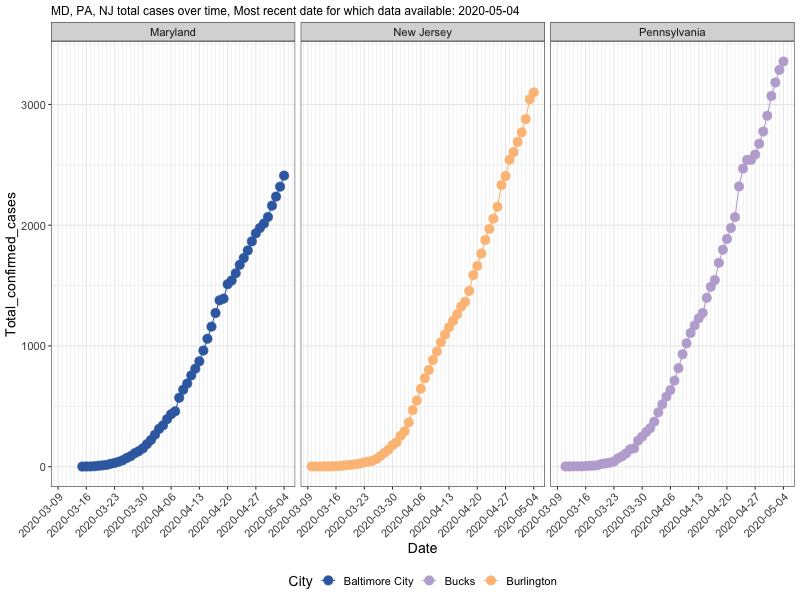 MD, PA, NJ total cases over time, Most recent date for which data available: 2020-05-04
Maryland New Jersey Pennsylvania
Total_confirmed_cases
3000
2000
1000
0
2020-03-09 2020-03-16 2020-03-23 2020-03-30 2020-04-06 2020-04-13 2020-04-20 2020-04-27 2020-05-04 2020-03-09 2020-03-16 2020-03-23 2020-03-30 2020-04-06 2020-04-13 2020-04-20 2020-04-27 2020-05-04 2020-03-09 2020-03-16 2020-03-23 2020-03-30 2020-04-06 2020-04-13 2020-04-20 2020-04-27 2020-05-04
Date
City Baltimore City Bucks Burlington